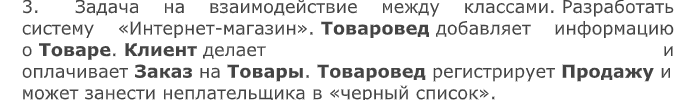 3. Задача на взаимодействие между классами. Разработать
систему «Интернет-магазин». Товаровед добавляет информацию
о Товаре. Клиент делает и
оплачивает Заказ на Товары. Товаровед регистрирует Продажу и
может занести неплательщика в «черный список».